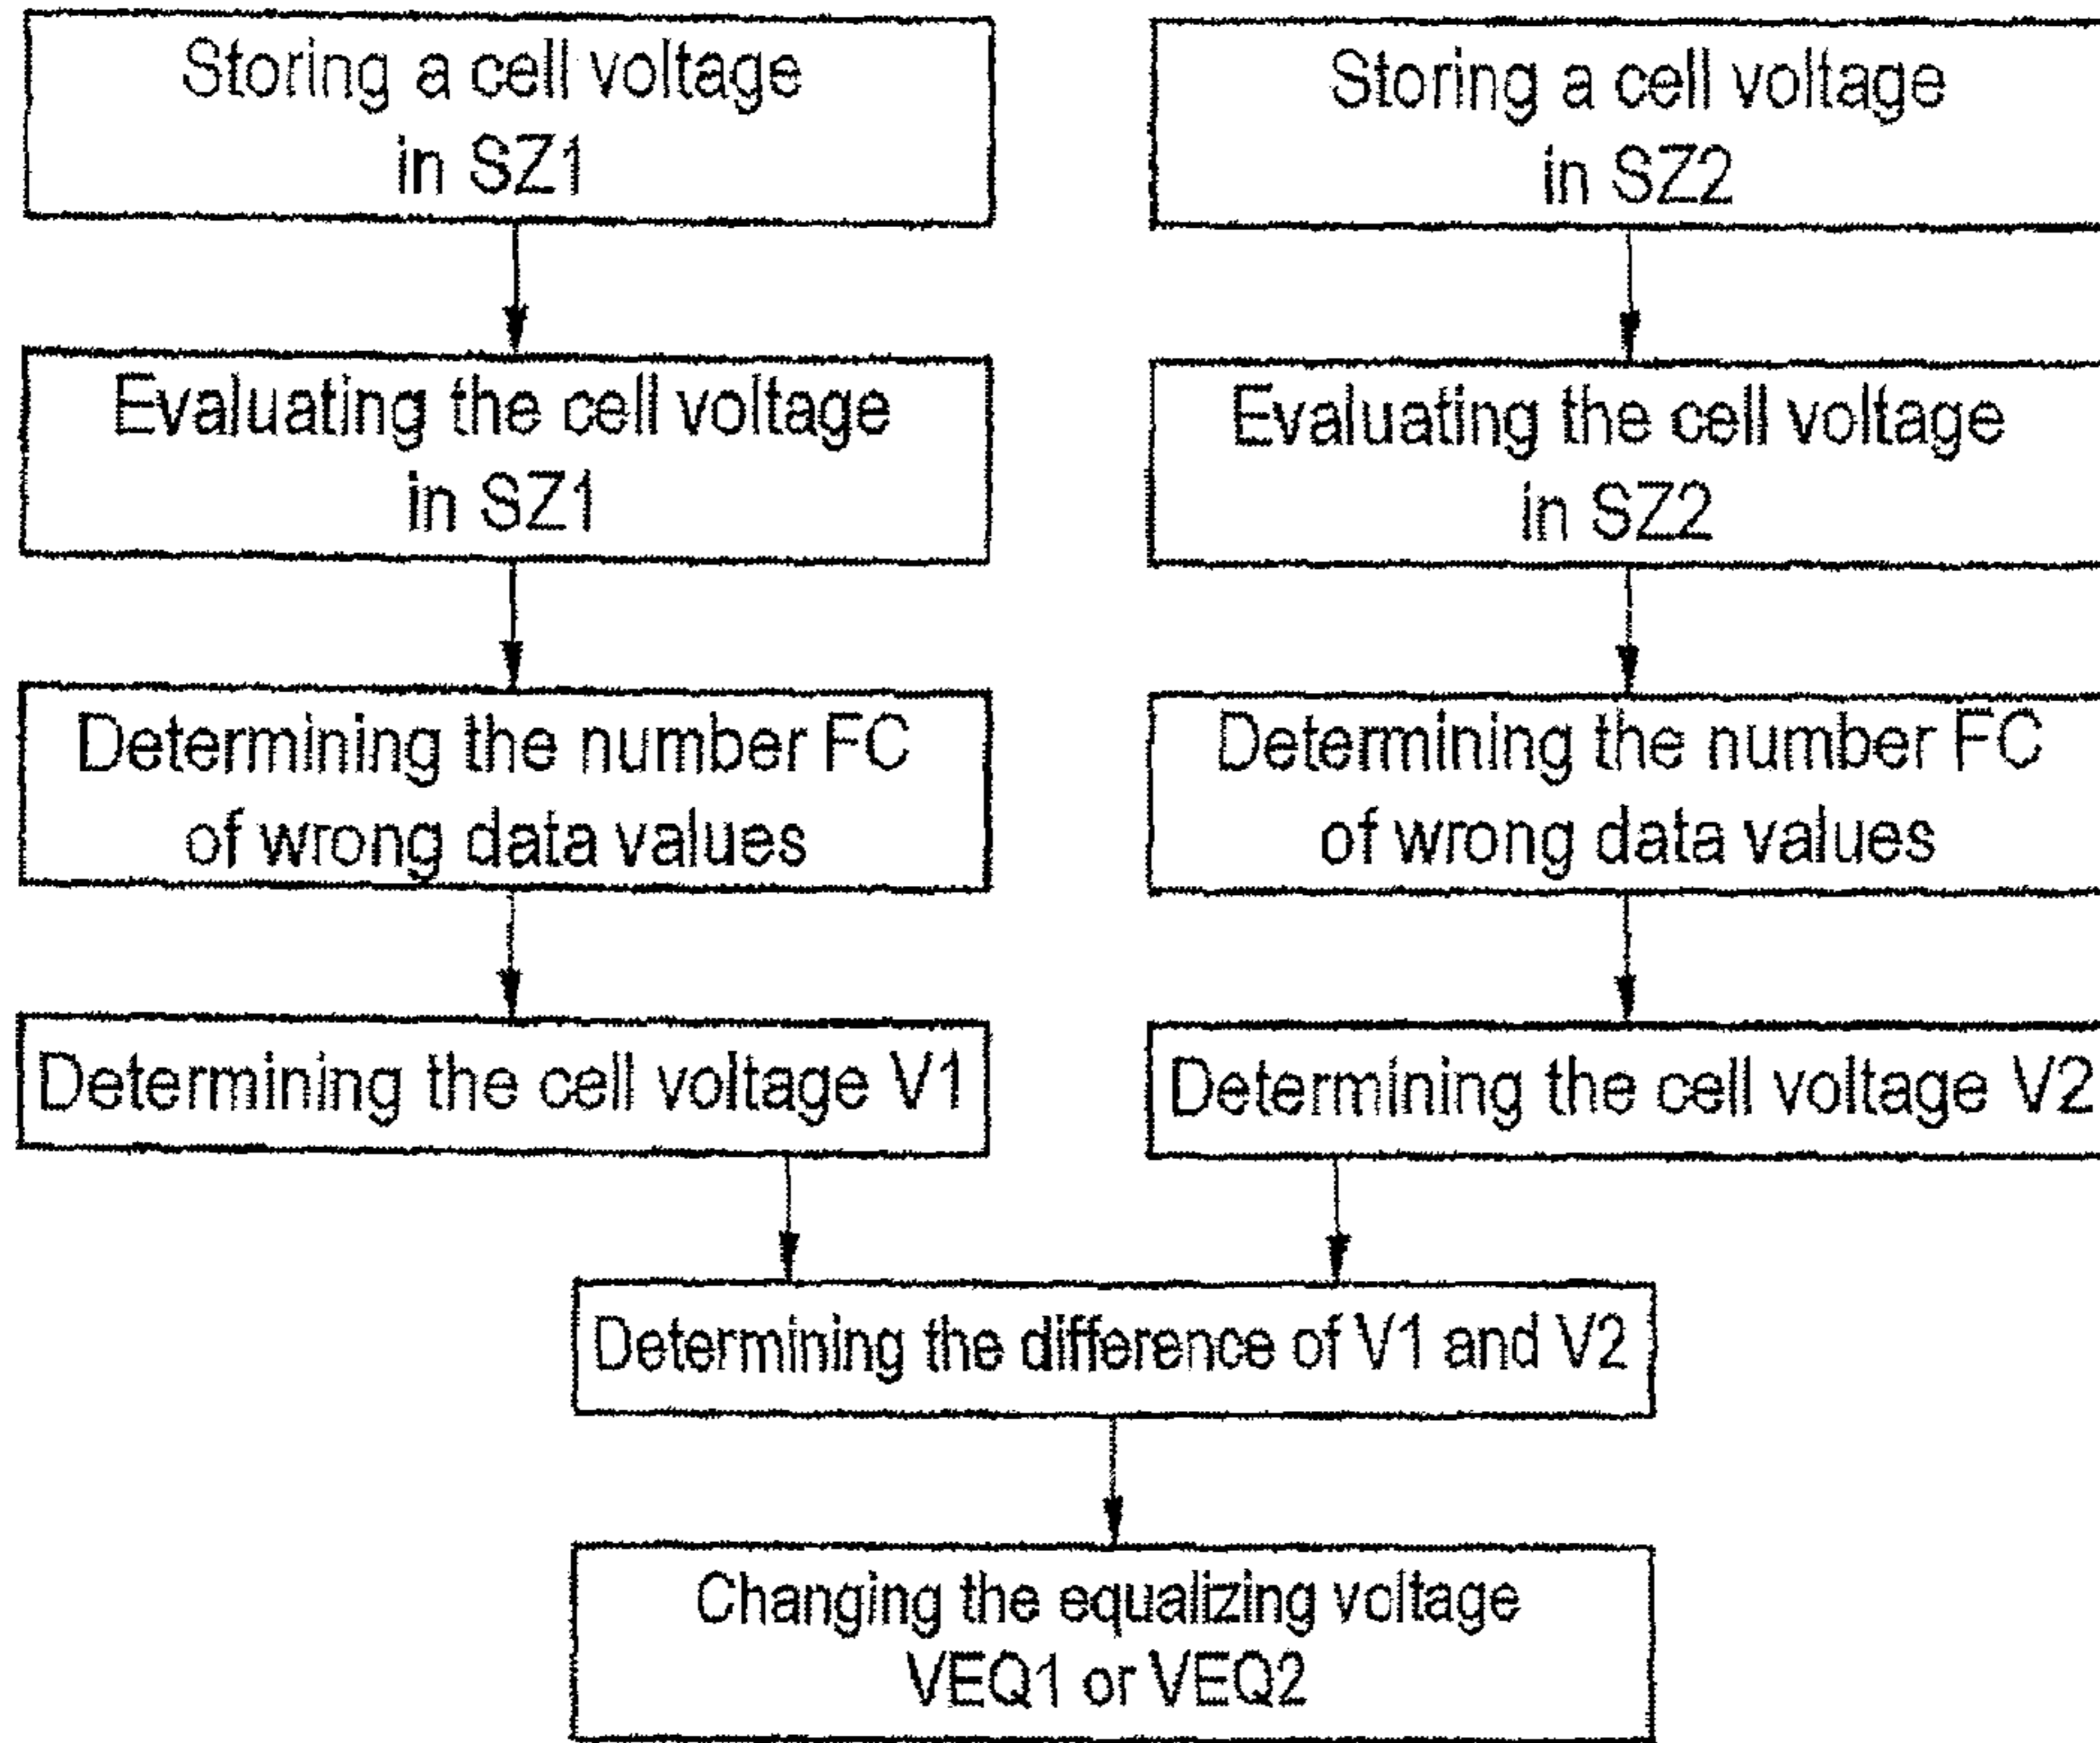 Storing a cell voltage
in SZ1
Storing a cell voltage
in SZ2
Evaluating the cell voltage
in SZ1
Evaluating the cell voltage
in SZ2
Determining the number FC
of wrong data values
Determining the number FC
of wrong data values
Determining the cell voltage V1
Determining the cell voltage V2
Determining the difference of V1 and V2
Changing the equalizing voltage
VEQ1 or VEQ2